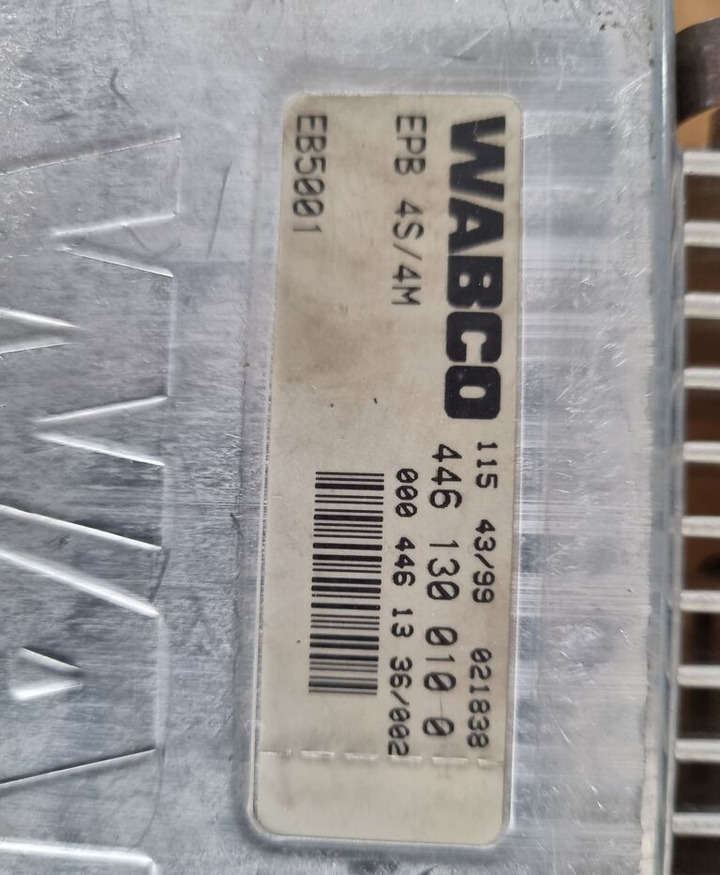 WABCO
115 43/99 021838
446 130 010 0
EPB 4S/4M
000 446 13 36/002
EB5001